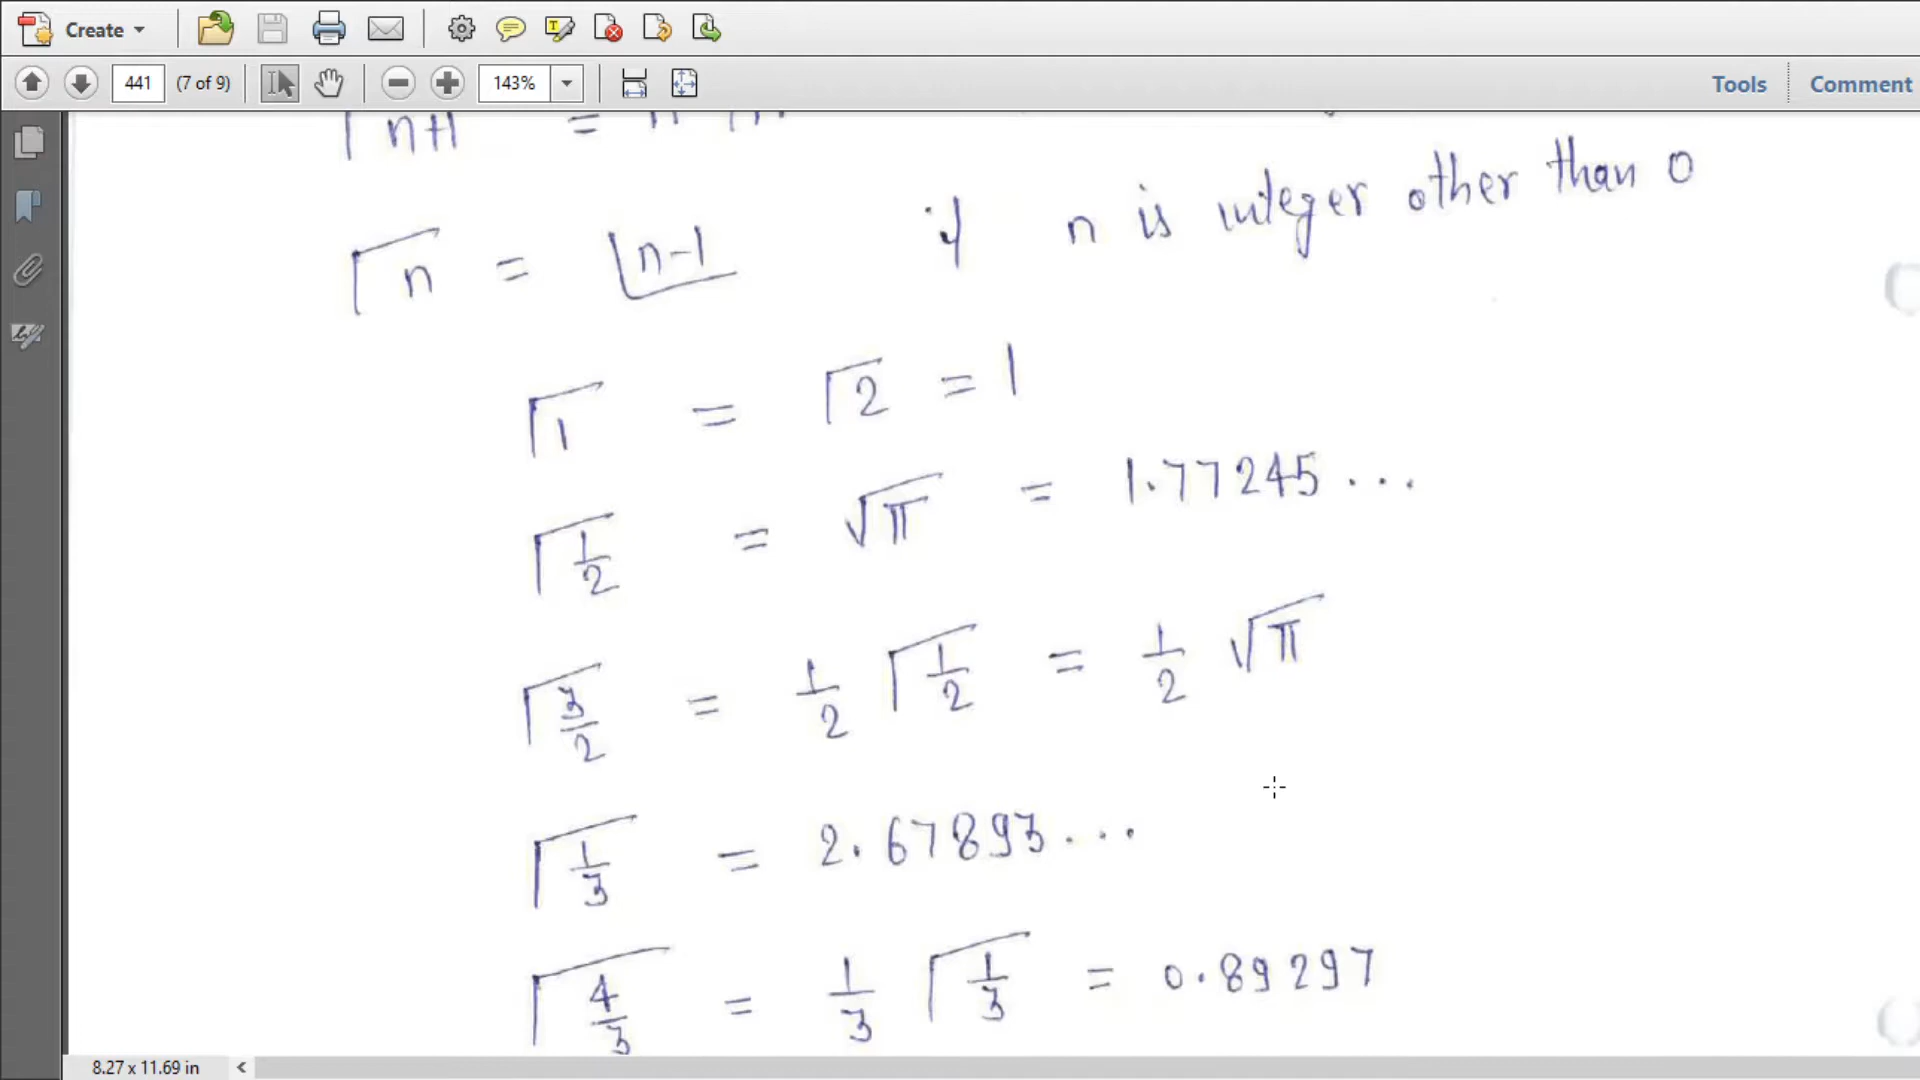 Create
441 (7 of 9) 143% Tools Comment
Γn+1 =
Γn = ∟n-1 if n is integer other than 0
Γ1 = Γ2 = 1
Γ1/2 = √π = 1.77245...
Γ3/2 = 1/2 Γ1/2 = 1/2 √π
Γ1/3 = 2.67893...
Γ4/3 = 1/3 Γ1/3 = 0.89297
8.27 x 11.69 in